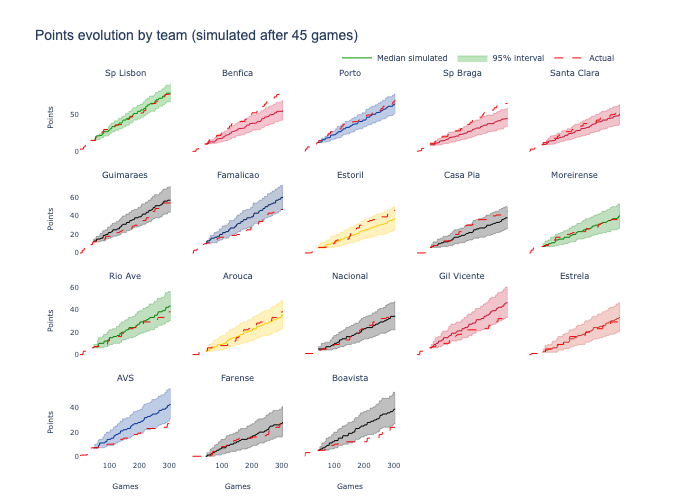 Points evolution by team (simulated after 45 games)
Median simulated 95% interval Actual
Sp Lisbon Benfica Porto Sp Braga Santa Clara
50
0
Points
Guimaraes Famalicao Estoril Casa Pia Moreirense
60
40
20
0
Points
Rio Ave Arouca Nacional Gil Vicente Estrela
60
40
20
0
Points
AVS Farense Boavista
40
20
0
Points
100 200 300 100 200 300 100 200 300
Games Games Games